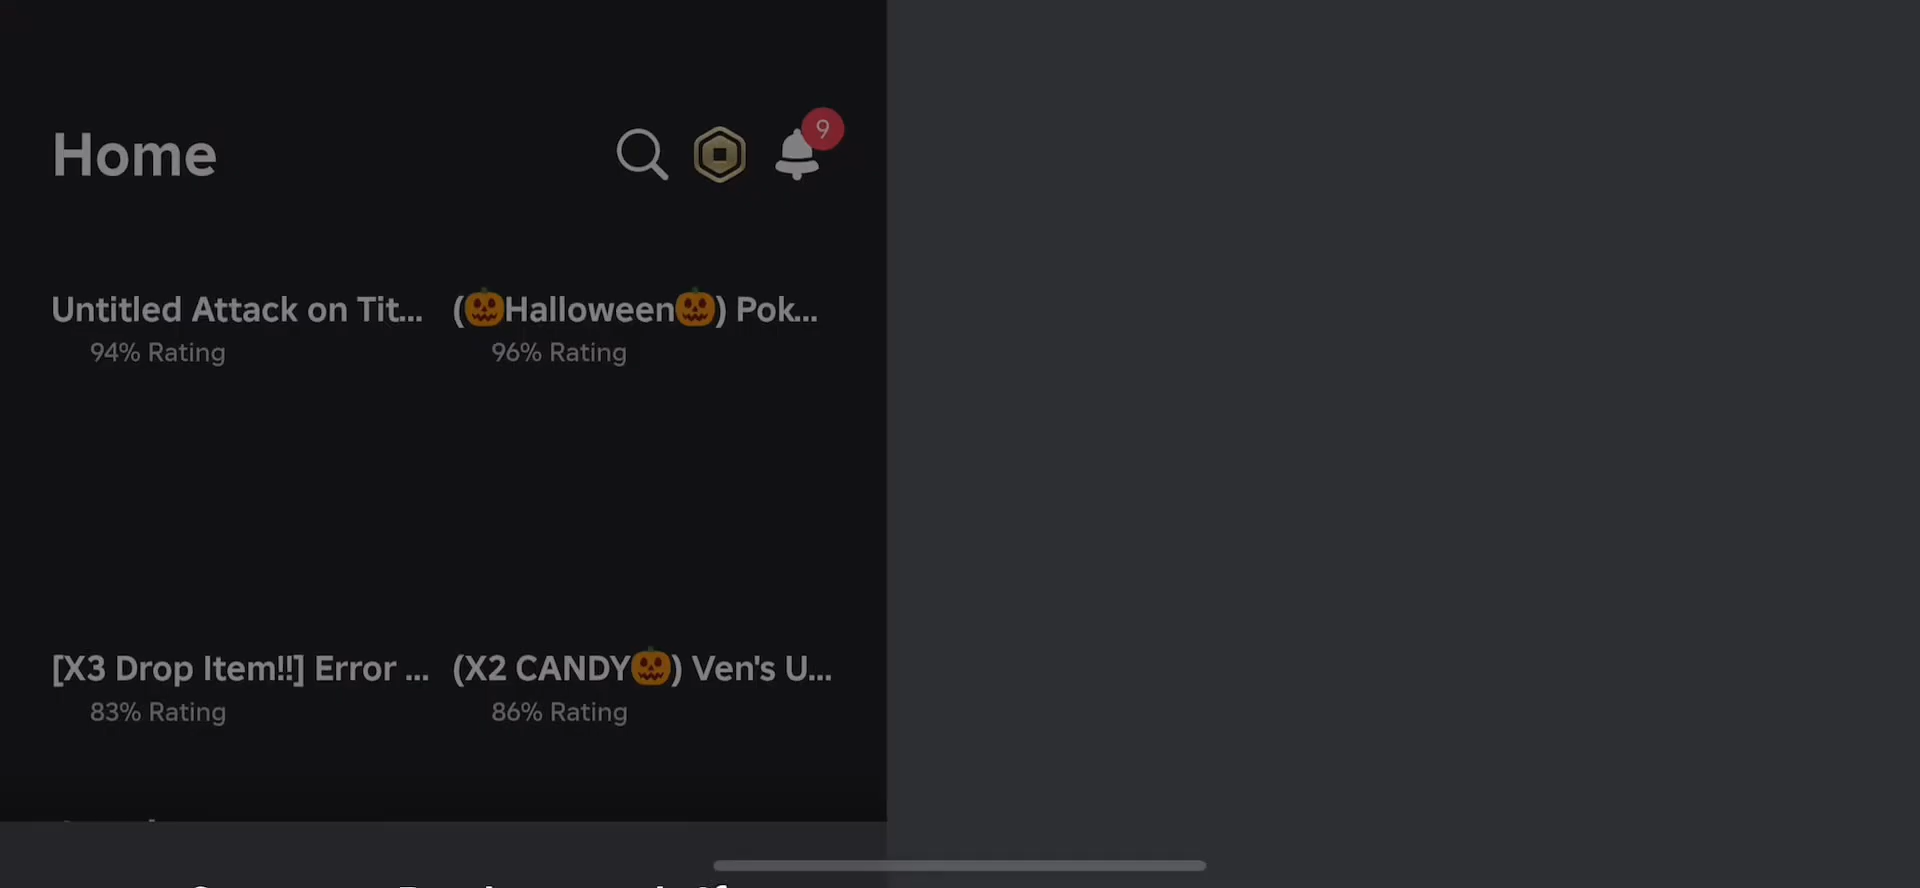 Home
9
Untitled Attack on Tit...
94% Rating
(🎃Halloween🎃) Pok...
96% Rating
[X3 Drop Item!!] Error ...
83% Rating
(X2 CANDY🎃) Ven's U...
86% Rating